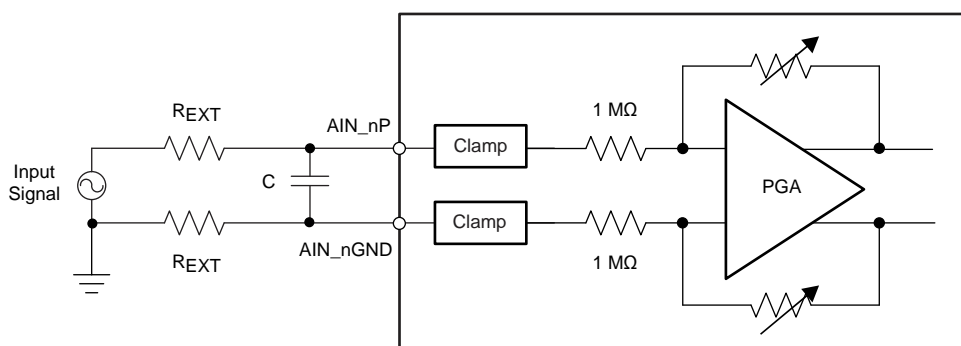 REXT
AIN_nP
Clamp
1 MΩ
Input
Signal
C
PGA
Clamp
REXT
AIN_nGND
1 MΩ